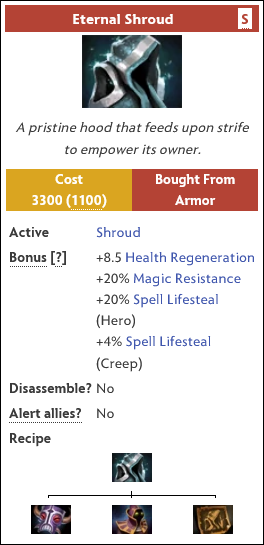 Eternal Shroud S
A pristine hood that feeds upon strife
to empower its owner.
Cost
3300 (1100)
Bought From
Armor
Active Shroud
Bonus [?] +8.5 Health Regeneration
+20% Magic Resistance
+20% Spell Lifesteal
(Hero)
+4% Spell Lifesteal
(Creep)
Disassemble? No
Alert allies? No
Recipe